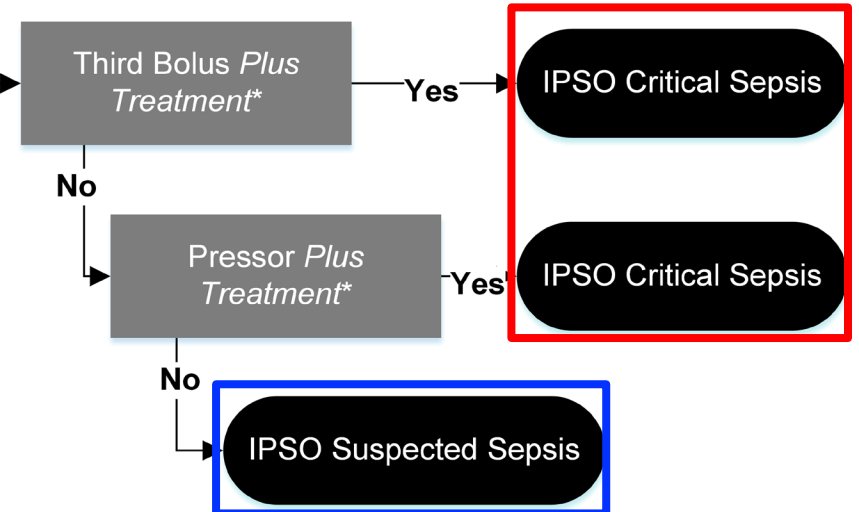 Third Bolus Plus
Treatment*
Yes
IPSO Critical Sepsis
No
Pressor Plus
Treatment*
Yes
IPSO Critical Sepsis
No
IPSO Suspected Sepsis